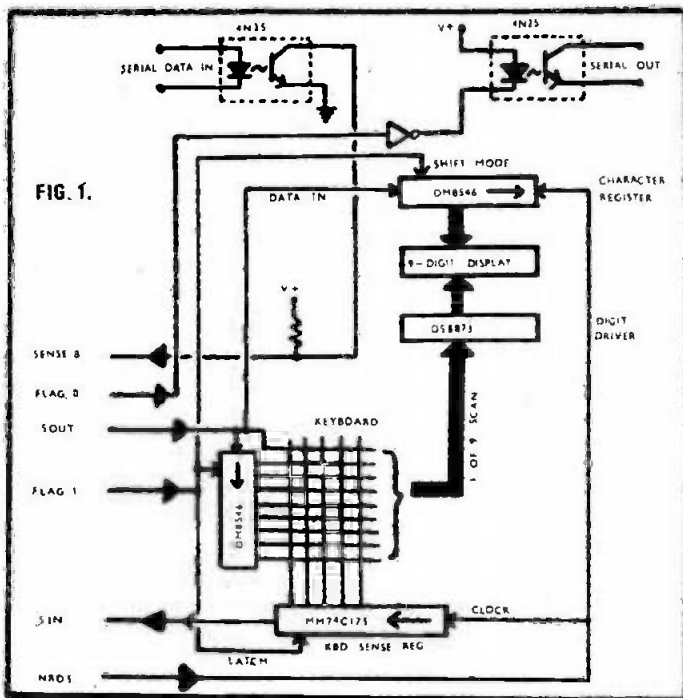 4N35
4N25
V+
SERIAL DATA IN
SERIAL OUT
SHIFT MODE
FIG. 1.
DATA IN
DM8546
CHARACTER
REGISTER
9-DIGIT DISPLAY
V+
DS8873
DIGIT
DRIVER
SENSE B
FLAG 0
SOUT
KEYBOARD
1 OF 9 SCAN
DM8546
FLAG 1
SIN
MM74C175
CLOCK
LATCH
KBD SENSE REG
NRDS